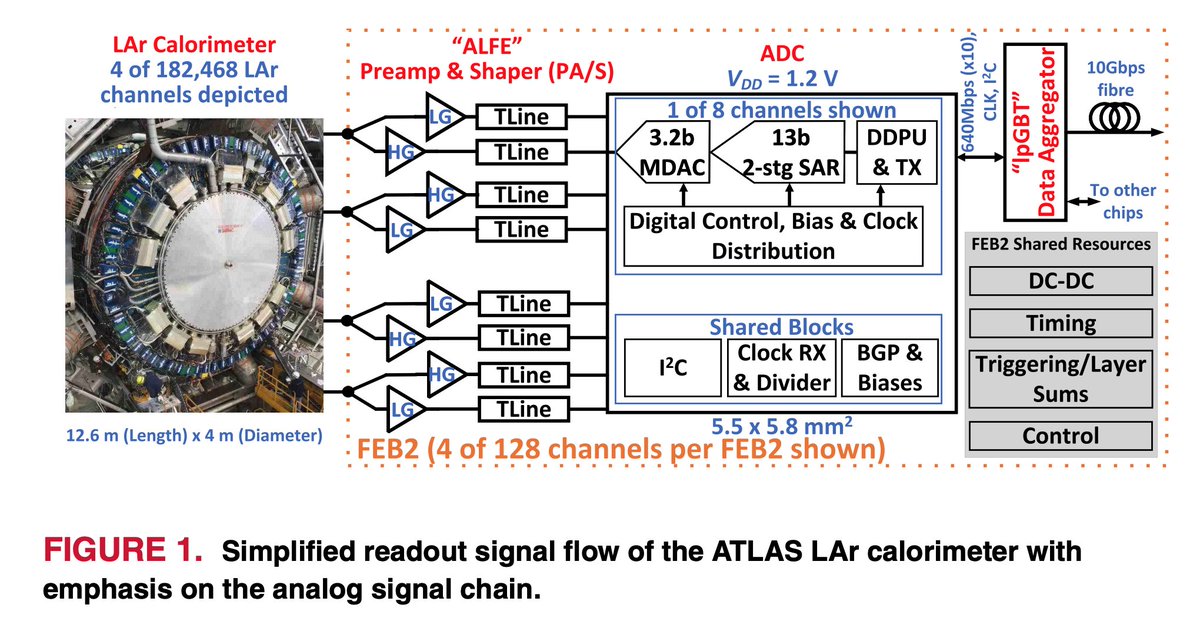 LAr Calorimeter
4 of 182,468 LAr
channels depicted
12.6 m (Length) x 4 m (Diameter)
“ALFE”
Preamp & Shaper (PA/S)
LG
TLine
HG
TLine
HG
TLine
LG
TLine
LG
TLine
HG
TLine
HG
TLine
LG
TLine
ADC
V_DD = 1.2 V
1 of 8 channels shown
3.2b
MDAC
13b
2-stg SAR
DDPU
& TX
Digital Control, Bias & Clock
Distribution
Shared Blocks
I²C
Clock RX
& Divider
BGP &
Biases
5.5 x 5.8 mm²
FEB2 (4 of 128 channels per FEB2 shown)
640Mbps (x10),
CLK, I²C
“lpGBT”
Data Aggregator
10Gbps
fibre
To other
chips
FEB2 Shared Resources
DC-DC
Timing
Triggering/Layer
Sums
Control
FIGURE 1. Simplified readout signal flow of the ATLAS LAr calorimeter with
emphasis on the analog signal chain.